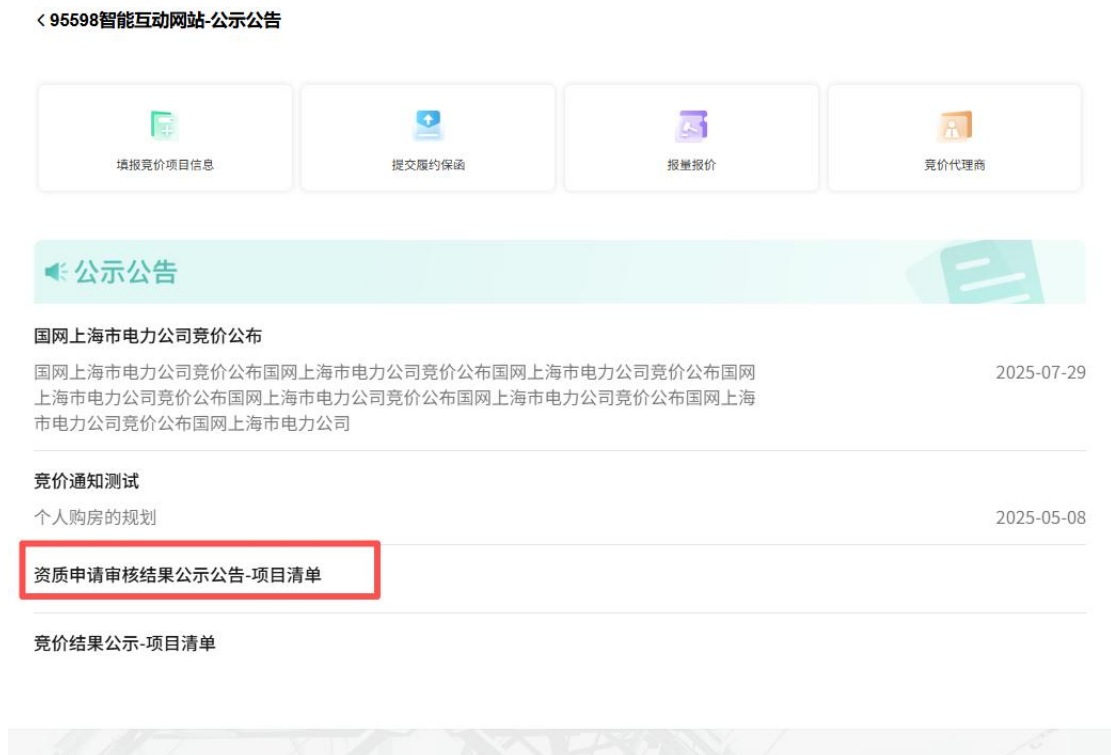 <95598智能互动网站-公示公告
填报竞价项目信息
提交履约保函
报量报价
竞价代理商
公示公告
国网上海市电力公司竞价公布
国网上海市电力公司竞价公布国网上海市电力公司竞价公布国网上海市电力公司竞价公布国网
上海市电力公司竞价公布国网上海市电力公司竞价公布国网上海市电力公司竞价公布国网上海
市电力公司竞价公布国网上海市电力公司
2025-07-29
竞价通知测试
个人购房的规划
2025-05-08
资质申请审核结果公示公告-项目清单
竞价结果公示-项目清单